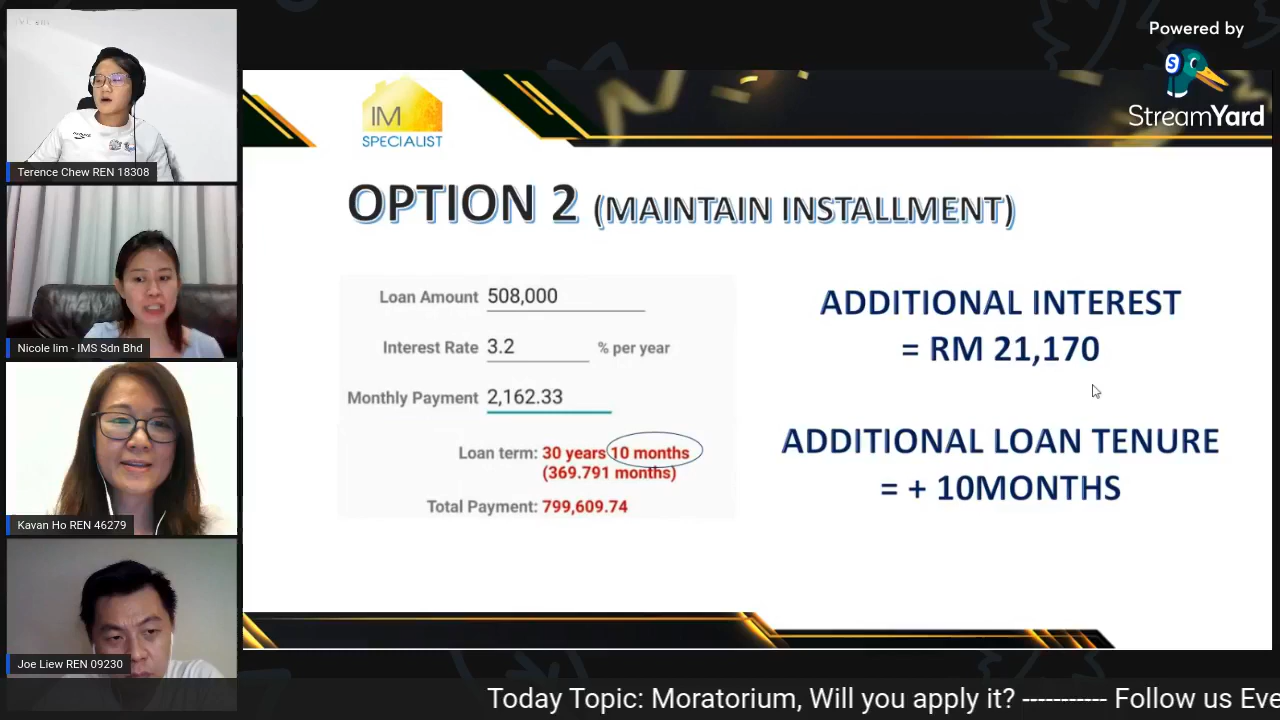 Terence Chew REN 18308
Nicole lim - IMS Sdn Bhd
Kavan Ho REN 46279
Joe Liew REN 09230
Powered by
S
StreamYard
IM
SPECIALIST
OPTION 2 (MAINTAIN INSTALLMENT)
Loan Amount 508,000
Interest Rate 3.2 % per year
Monthly Payment 2,162.33
Loan term: 30 years 10 months
(369.791 months)
Total Payment: 799,609.74
ADDITIONAL INTEREST
= RM 21,170
ADDITIONAL LOAN TENURE
= + 10MONTHS
Today Topic: Moratorium, Will you apply it? ----------- Follow us Eve